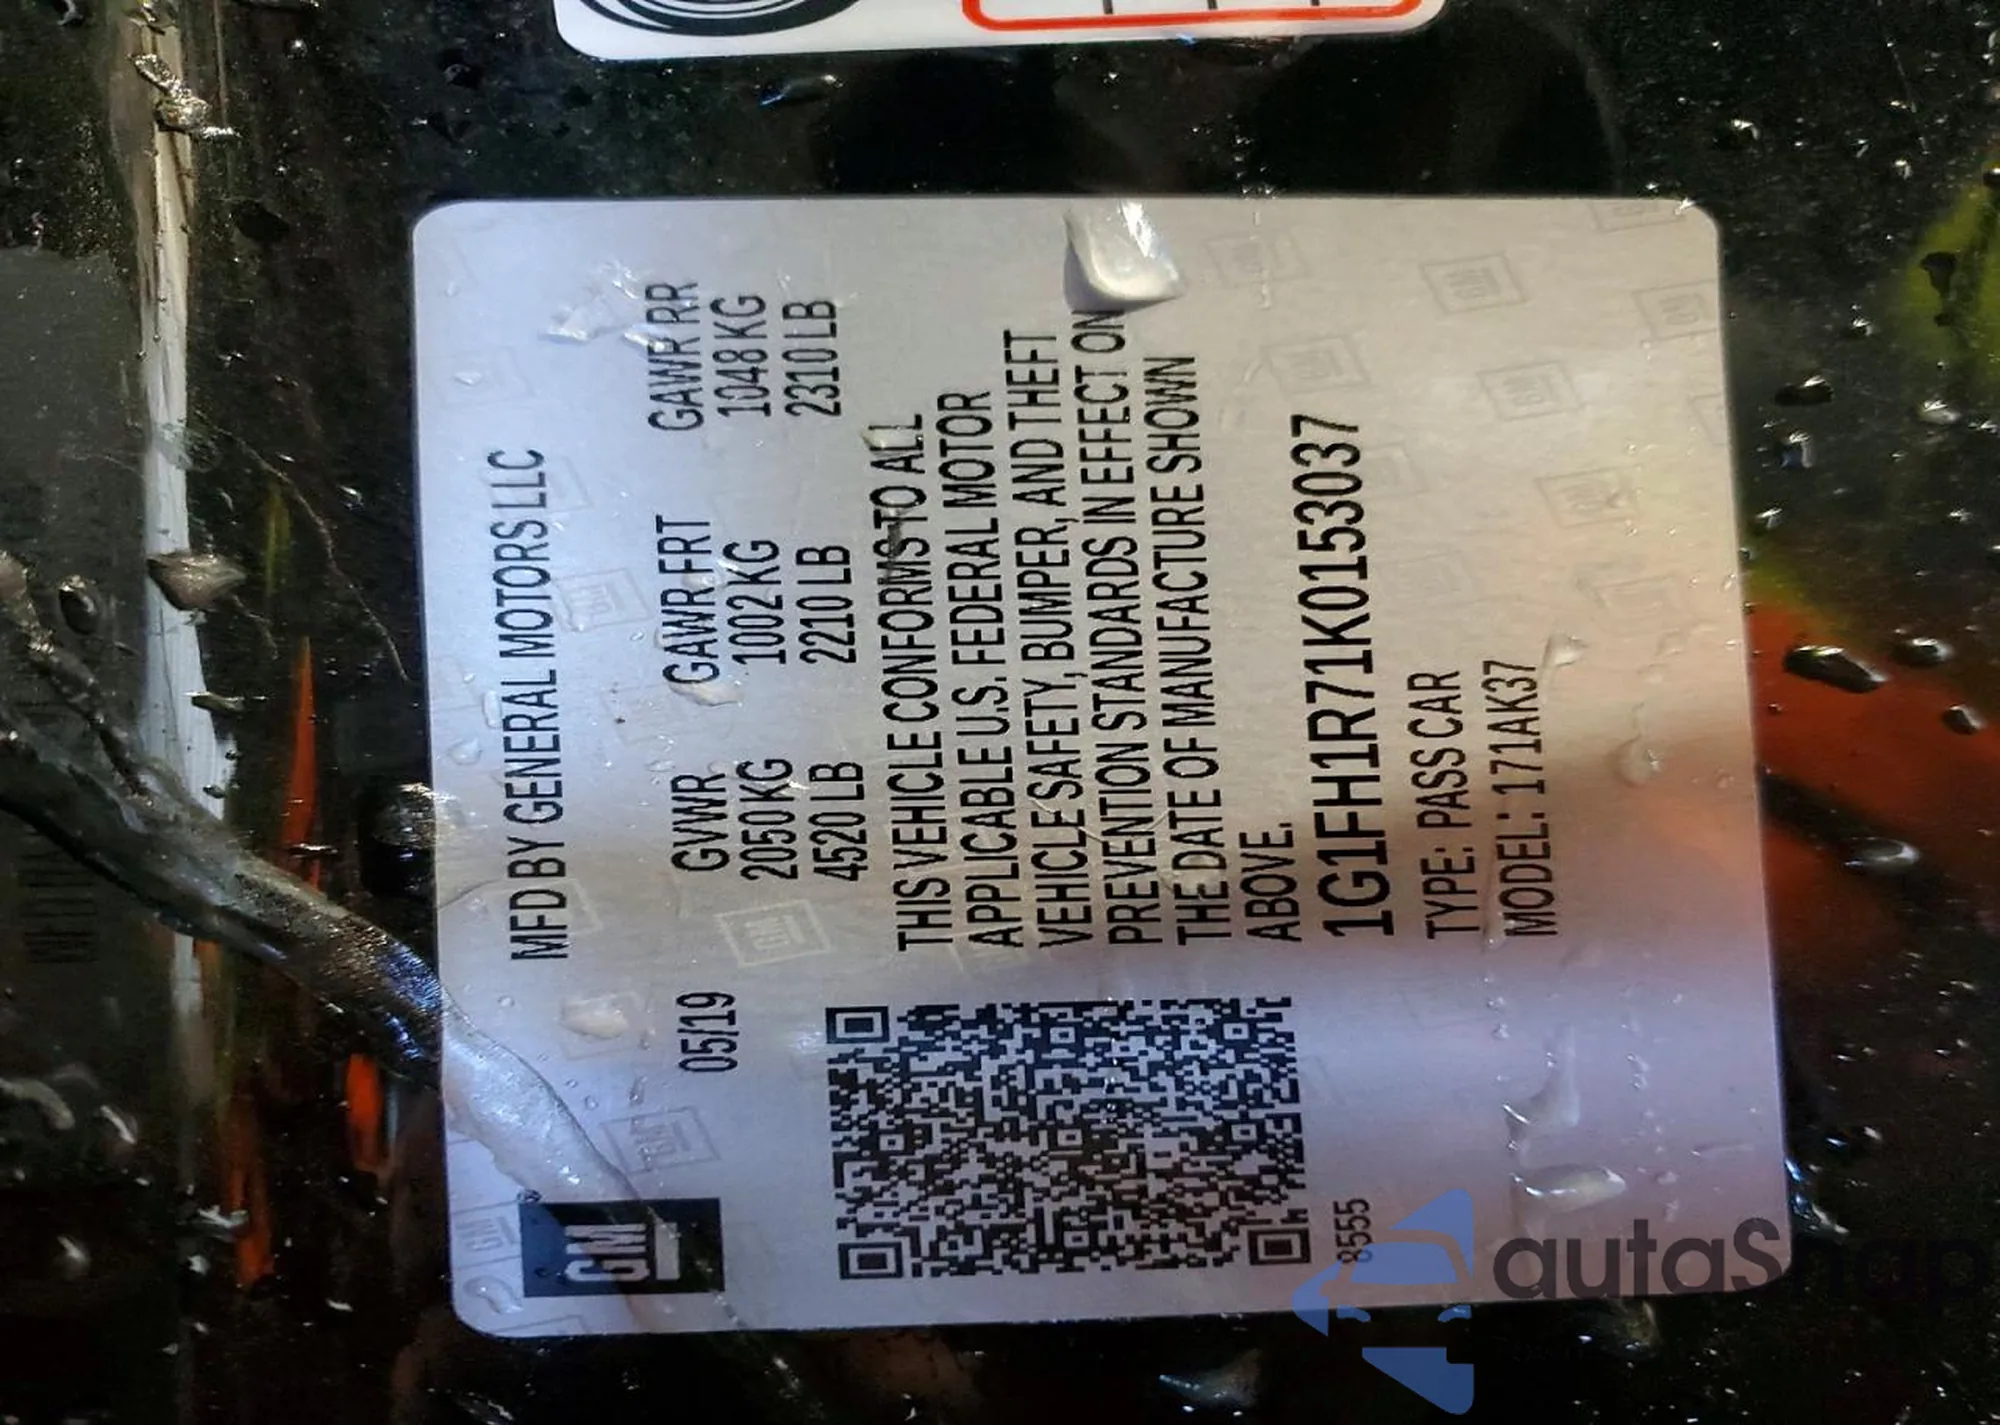 GM
MFD BY GENERAL MOTORS LLC
05/19 GVWR GAWR FRT GAWR RR
2050 KG 1002 KG 1048 KG
4520 LB 2210 LB 2310 LB
THIS VEHICLE CONFORMS TO ALL
APPLICABLE U.S. FEDERAL MOTOR
VEHICLE SAFETY, BUMPER, AND THEFT
PREVENTION STANDARDS IN EFFECT ON
THE DATE OF MANUFACTURE SHOWN
ABOVE.
1G1FH1R71K0153037
TYPE: PASS CAR
MODEL: 171AK37
8555
autaShap